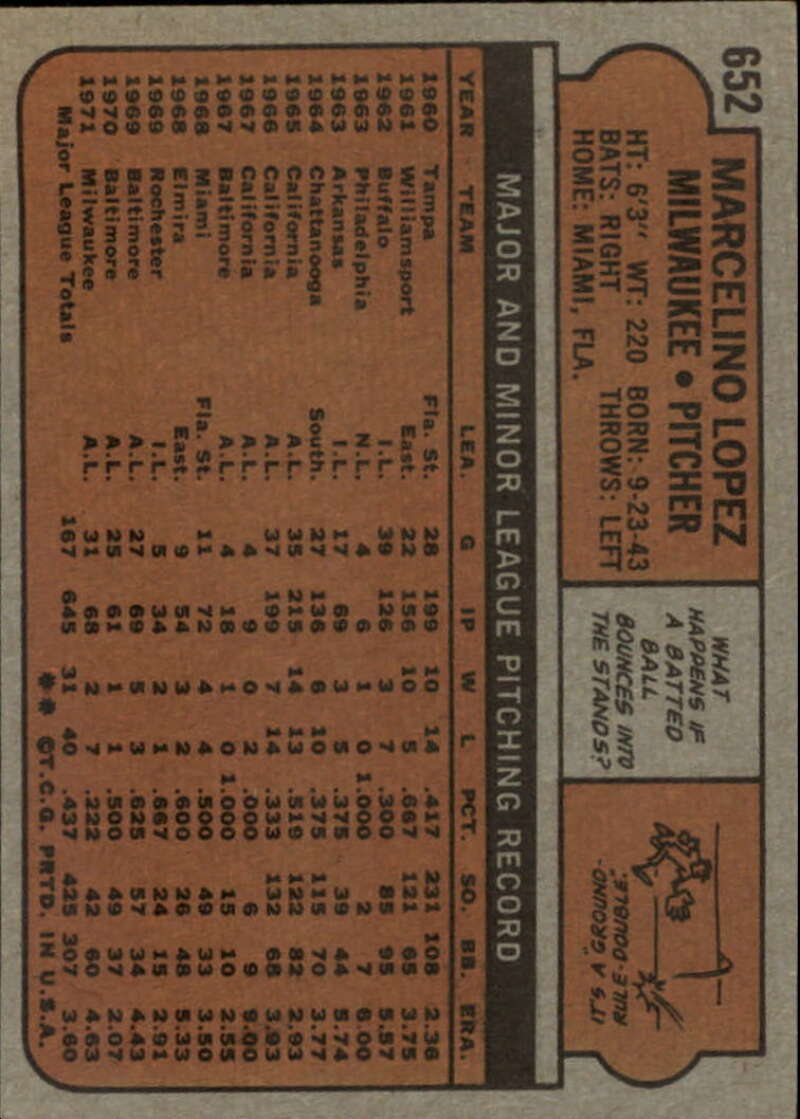 652
MARCELINO LOPEZ
MILWAUKEE • PITCHER
HT: 6'3" WT: 220 BORN: 9-23-43
BATS: RIGHT THROWS: LEFT
HOME: MIAMI, FLA.
WHAT
HAPPENS IF
A BATTED
BALL
BOUNCES INTO
THE STANDS?
IT'S A GROUND-
RULE-DOUBLE.
MAJOR AND MINOR LEAGUE PITCHING RECORD
YEAR TEAM LEA. G IP W L PCT. SO. BB. ERA.
1960 Tampa Fla. St. 28 199 10 14 .417 231 108 2.36
1961 Williamsport East. 22 156 10 5 .667 121 65 3.75
1962 Buffalo I.L. 39 126 3 7 .300 85 95 5.57
1963 Philadelphia N.L. 4 6 1 0 1.000 2 7 6.00
1963 Arkansas I.L. 17 69 3 5 .375 39 44 5.74
1964 Chattanooga South. 27 136 6 10 .375 115 70 3.77
1965 California A.L. 35 215 14 13 .519 122 82 2.93
1966 California A.L. 37 199 7 14 .333 132 68 3.93
1967 California A.L. 4 9 0 2 .000 6 9 9.00
1967 Baltimore A.L. 4 18 1 0 1.000 15 10 2.55
1968 Miami Fla. St. 11 72 4 4 .500 49 33 3.50
1968 Elmira East. 9 54 3 2 .600 26 48 5.33
1969 Rochester I.L. 5 34 2 1 .667 24 15 2.91
1969 Baltimore A.L. 27 69 5 3 .625 57 34 4.43
1970 Baltimore A.L. 25 61 1 1 .500 49 37 2.07
1971 Milwaukee A.L. 31 68 2 7 .222 42 60 4.63
Major League Totals 167 645 31 40 .437 425 307 3.60
** ©T.C.G. PRTD. IN U.S.A.